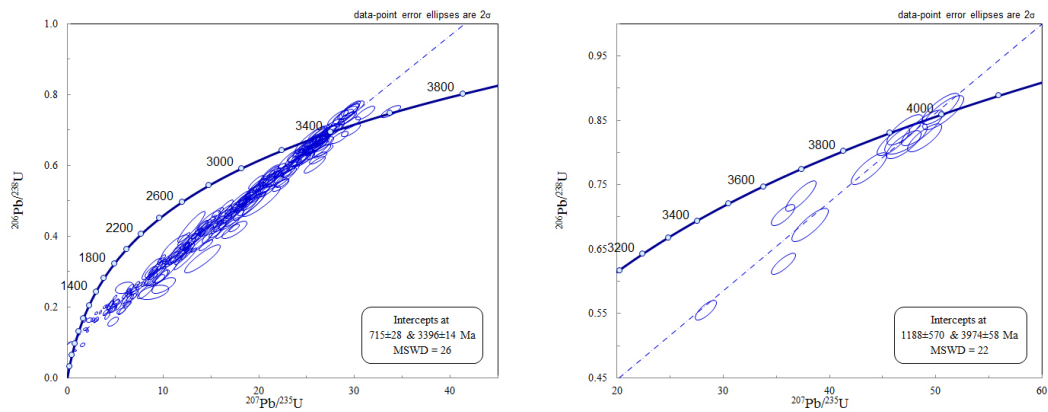 data-point error ellipses are 2σ
1.0
0.8
0.6
0.4
0.2
0.0
²⁰⁶Pb/²³⁸U
3800
3400
3000
2600
2200
1800
1400
Intercepts at
715±28 & 3396±14 Ma
MSWD = 26
0 10 20 30 40
²⁰⁷Pb/²³⁵U
data-point error ellipses are 2σ
0.95
0.85
0.75
0.65
0.55
0.45
²⁰⁶Pb/²³⁸U
4000
3800
3600
3400
3200
Intercepts at
1188±570 & 3974±58 Ma
MSWD = 22
20 30 40 50 60
²⁰⁷Pb/²³⁵U